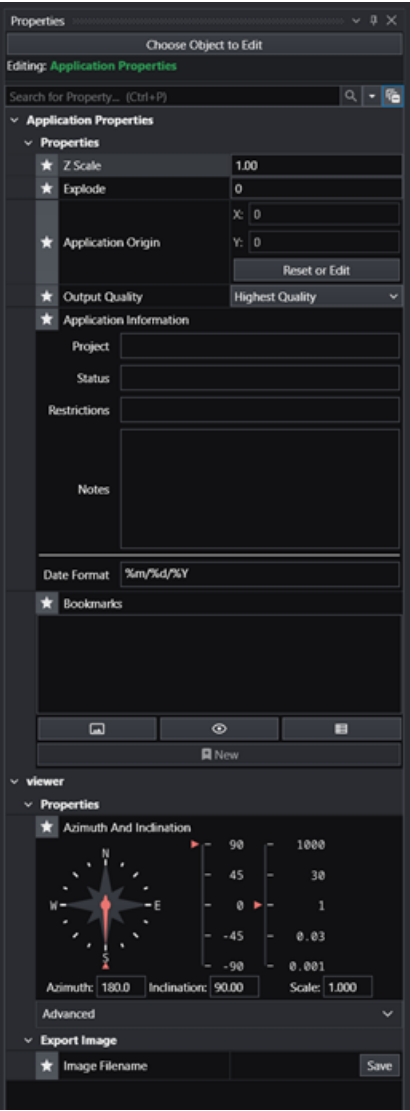 Properties
Choose Object to Edit
Editing: Application Properties
Search for Property... (Ctrl+P)
Application Properties
Properties
Z Scale 1.00
Explode 0
X: 0
Application Origin Y: 0
Reset or Edit
Output Quality Highest Quality
Application Information
Project
Status
Restrictions
Notes
Date Format %m/%d/%Y
Bookmarks
New
viewer
Properties
Azimuth And Inclination
N 90 1000
45 30
W E 0 1
-45 0.03
S -90 0.001
Azimuth: 180.0 Inclination: 90.00 Scale: 1.000
Advanced
Export Image
Image Filename Save